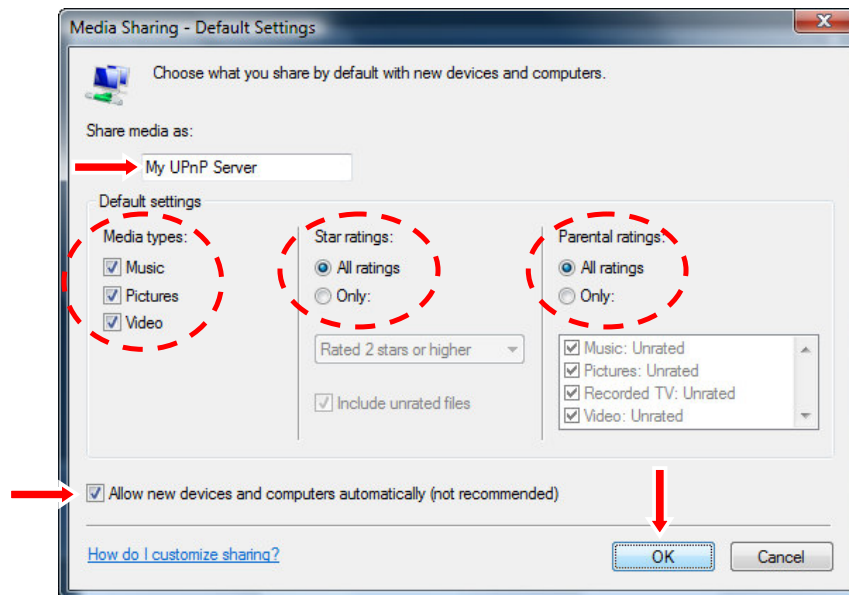 Media Sharing - Default Settings
Choose what you share by default with new devices and computers.
Share media as:
My UPnP Server
Default settings
Media types:
Music
Pictures
Video
Star ratings:
All ratings
Only:
Rated 2 stars or higher
Include unrated files
Parental ratings:
All ratings
Only:
Music: Unrated
Pictures: Unrated
Recorded TV: Unrated
Video: Unrated
Allow new devices and computers automatically (not recommended)
How do I customize sharing?
OK
Cancel